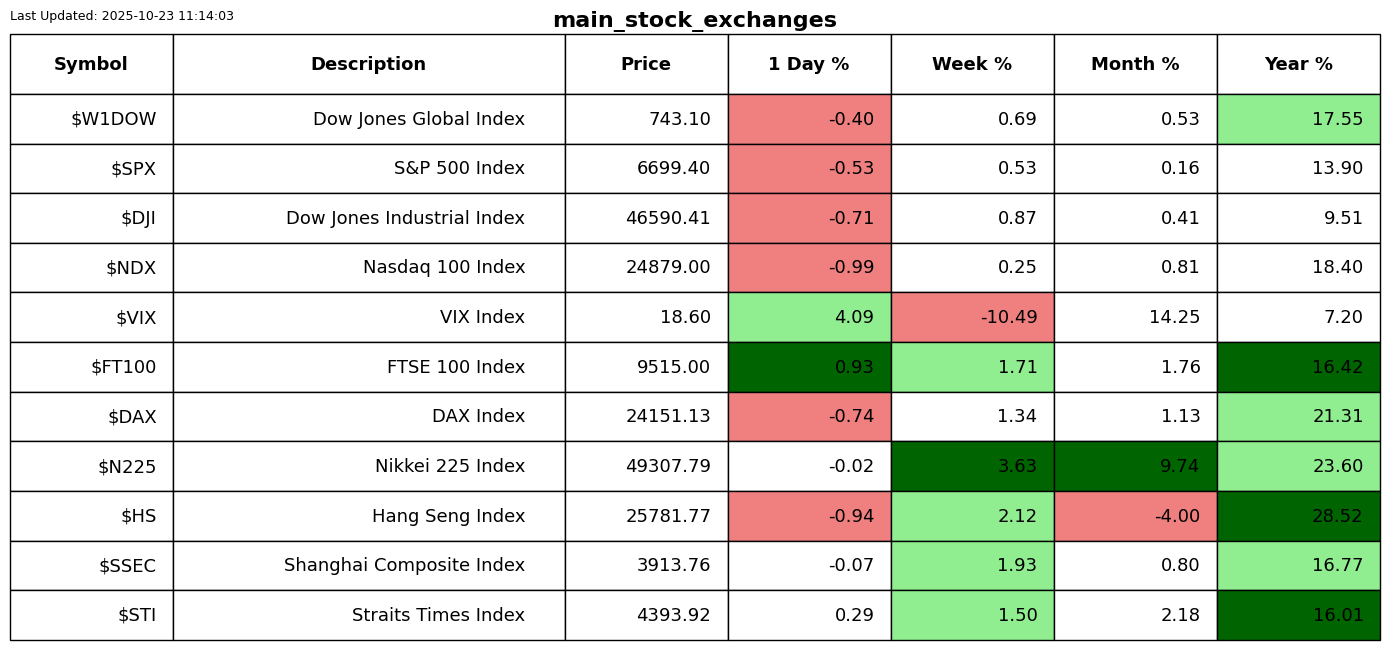 Last Updated: 2025-10-23 11:14:03
main_stock_exchanges
Symbol Description Price 1 Day % Week % Month % Year %
$W1DOW Dow Jones Global Index 743.10 -0.40 0.69 0.53 17.55
$SPX S&P 500 Index 6699.40 -0.53 0.53 0.16 13.90
$DJI Dow Jones Industrial Index 46590.41 -0.71 0.87 0.41 9.51
$NDX Nasdaq 100 Index 24879.00 -0.99 0.25 0.81 18.40
$VIX VIX Index 18.60 4.09 -10.49 14.25 7.20
$FT100 FTSE 100 Index 9515.00 0.93 1.71 1.76 16.42
$DAX DAX Index 24151.13 -0.74 1.34 1.13 21.31
$N225 Nikkei 225 Index 49307.79 -0.02 3.63 9.74 23.60
$HS Hang Seng Index 25781.77 -0.94 2.12 -4.00 28.52
$SSEC Shanghai Composite Index 3913.76 -0.07 1.93 0.80 16.77
$STI Straits Times Index 4393.92 0.29 1.50 2.18 16.01